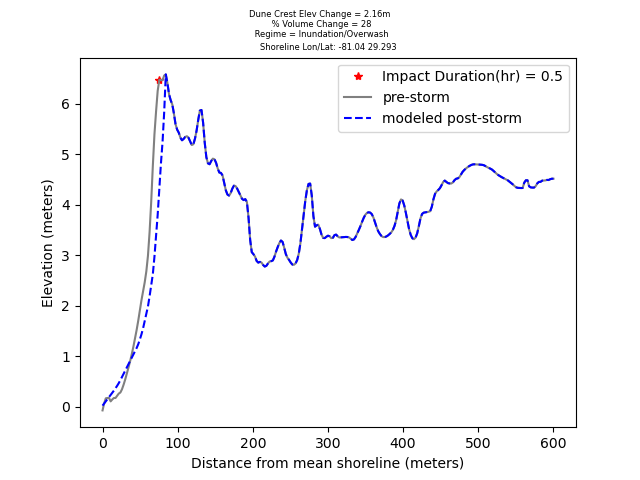 Dune Crest Elev Change = 2.16m
% Volume Change = 28
Regime = Inundation/Overwash
Shoreline Lon/Lat: -81.04 29.293
Impact Duration(hr) = 0.5
pre-storm
modeled post-storm
6
5
4
3
2
1
0
Elevation (meters)
0 100 200 300 400 500 600
Distance from mean shoreline (meters)